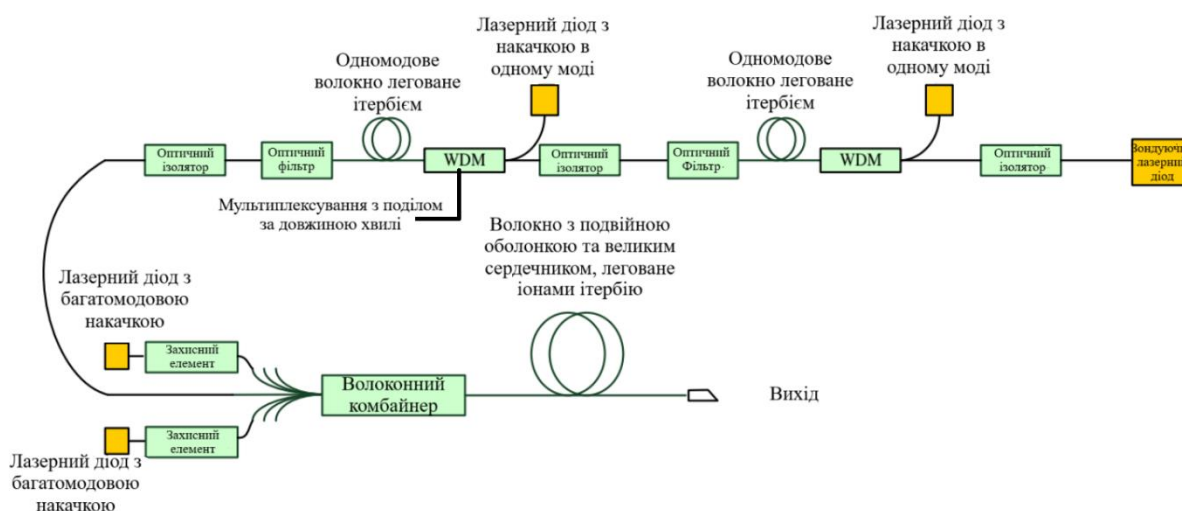 Лазерний діод з
накачкою в
одному моді
Лазерний діод з
накачкою в
одному моді
Одномодове
волокно леговане
ітербієм
Одномодове
волокно леговане
ітербієм
Оптичний
ізолятор
Оптичний
фільтр
WDM
Оптичний
ізолятор
Оптичний
Фільтр-
WDM
Оптичний
ізолятор
Зондуючий
лазерний
діод
Мультиплексування з поділом
за довжиною хвилі
Волокно з подвійною
оболонкою та великим
сердечником, леговане
іонами ітербію
Лазерний діод з
багатомодовою
накачкою
Захисний
елемент
Волоконний
комбайнер
Вихід
Захисний
елемент
Лазерний діод з
багатомодовою
накачкою